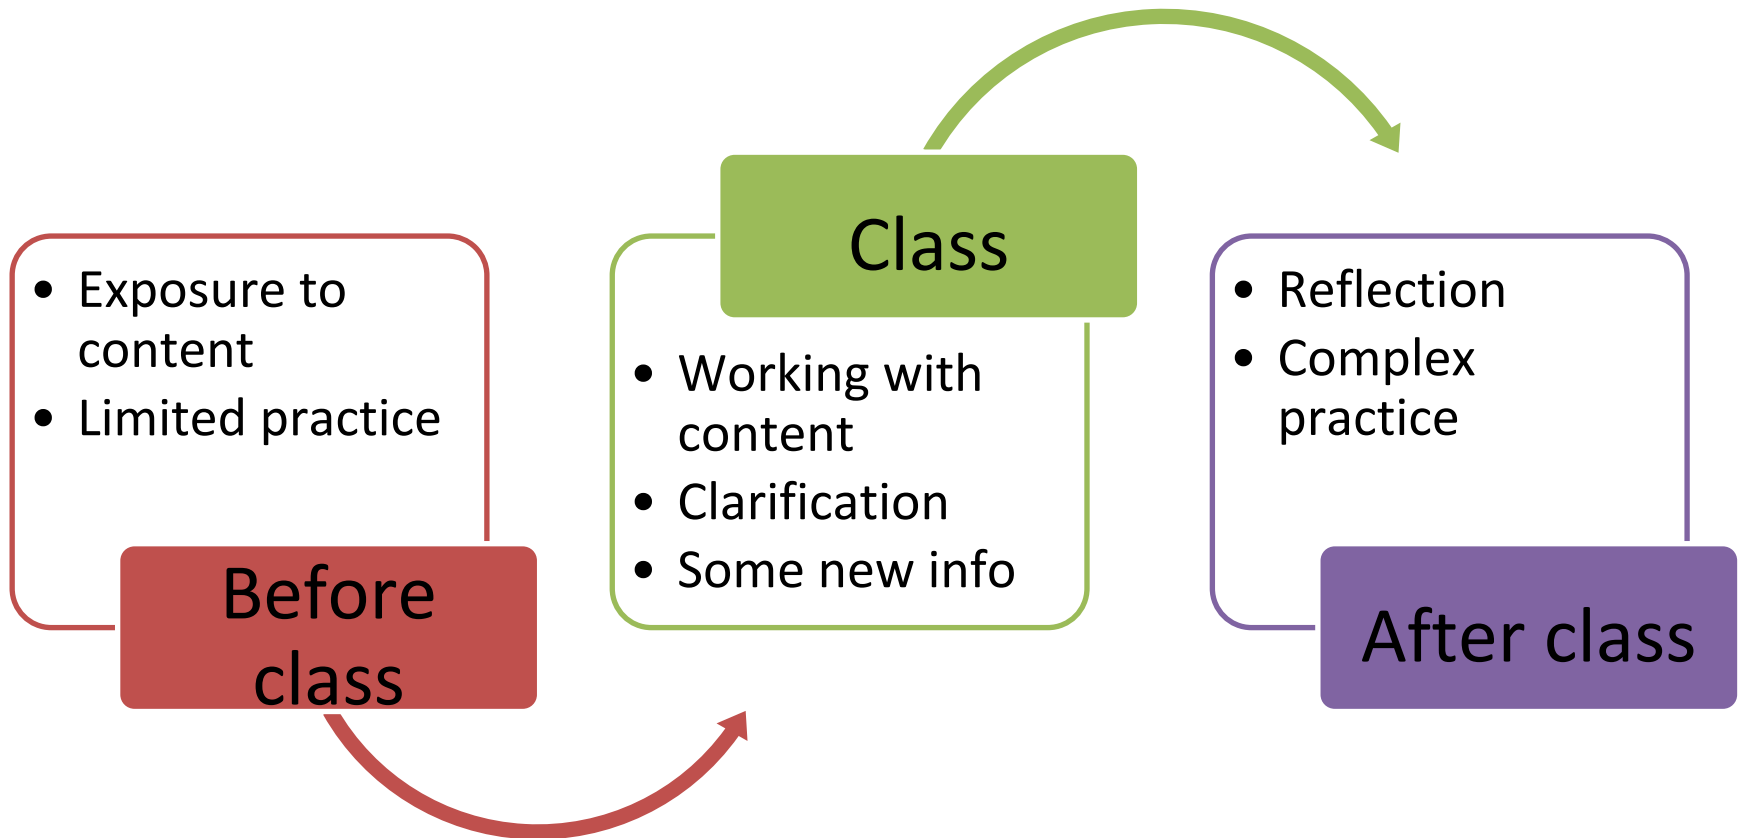 • Exposure to
content
• Limited practice
Before
class
Class
• Working with
content
• Clarification
• Some new info
• Reflection
• Complex
practice
After class